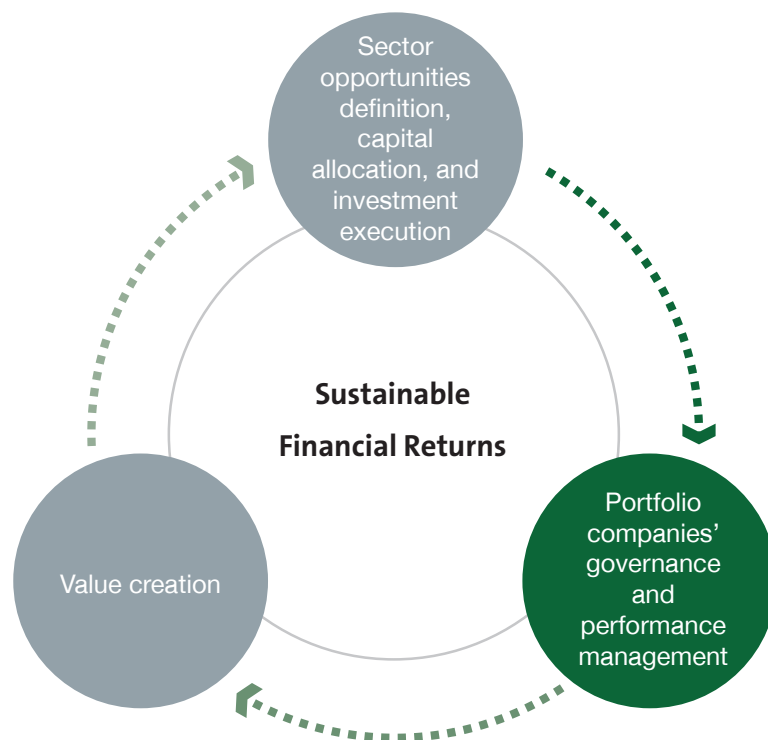 Sector
opportunities
definition,
capital
allocation, and
investment
execution
Sustainable
Financial Returns
Value creation
Portfolio
companies’
governance
and
performance
management